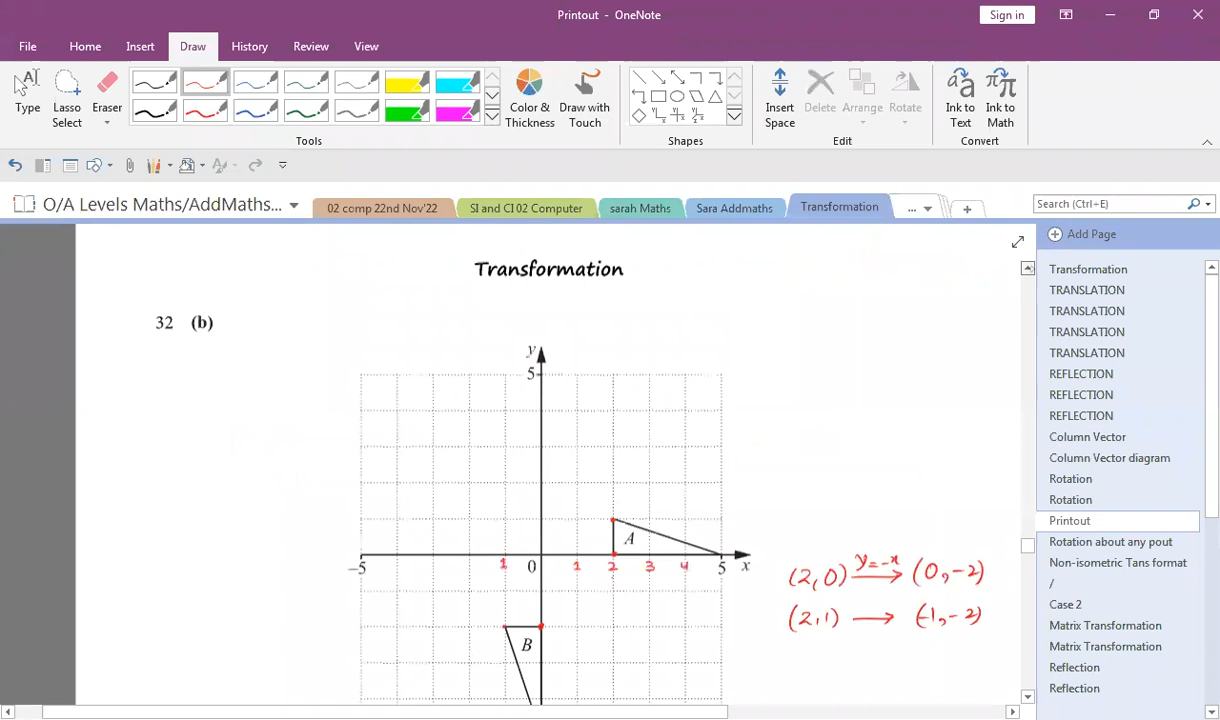 Printout - OneNote
Sign in
File Home Insert Draw History Review View
Type
Lasso Select
Eraser
Color & Thickness
Draw with Touch
Insert Space
Delete
Arrange
Rotate
Ink to Text
Ink to Math
Tools
Shapes
Edit
Convert
O/A Levels Maths/AddMaths...
02 comp 22nd Nov'22
SI and CI 02 Computer
sarah Maths
Sara Addmaths
Transformation
...
Search (Ctrl+E)
Add Page
Transformation
TRANSLATION
TRANSLATION
TRANSLATION
TRANSLATION
REFLECTION
REFLECTION
REFLECTION
Column Vector
Column Vector diagram
Rotation
Rotation
Printout
Rotation about any pout
Non-isometric Tans format
/
Case 2
Matrix Transformation
Matrix Transformation
Reflection
Reflection
Transformation
32 (b)
y
5
A
-5 1 0 1 2 3 4 5 x
B
(2,0) y=-x → (0,-2)
(2,1) → (-1,-2)